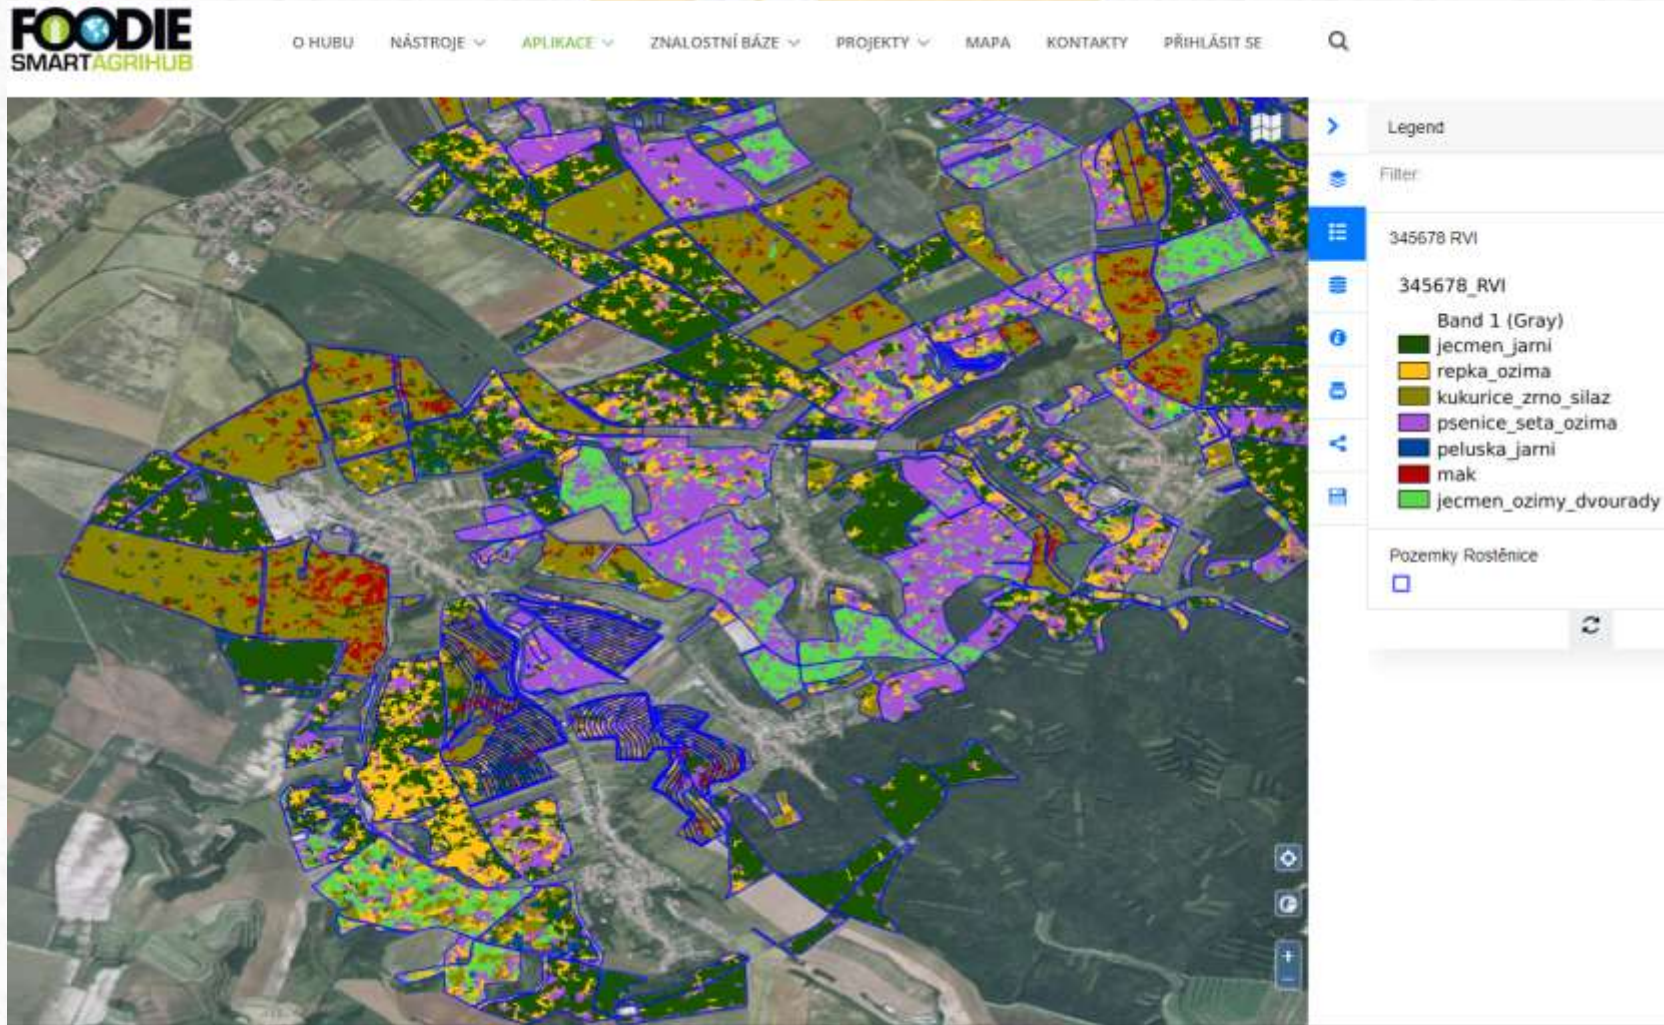 FOODIE
SMARTAGRIHUB
O HUBU NÁSTROJE APLIKACE ZNALOSTNÍ BÁZE PROJEKTY MAPA KONTAKTY PŘIHLÁSIT SE
Legend
Filter:
345678 RVI
345678_RVI
Band 1 (Gray)
jecmen_jarni
repka_ozima
kukurice_zrno_silaz
psenice_seta_ozima
peluska_jarni
mak
jecmen_ozimy_dvourady
Pozemky Rostěnice